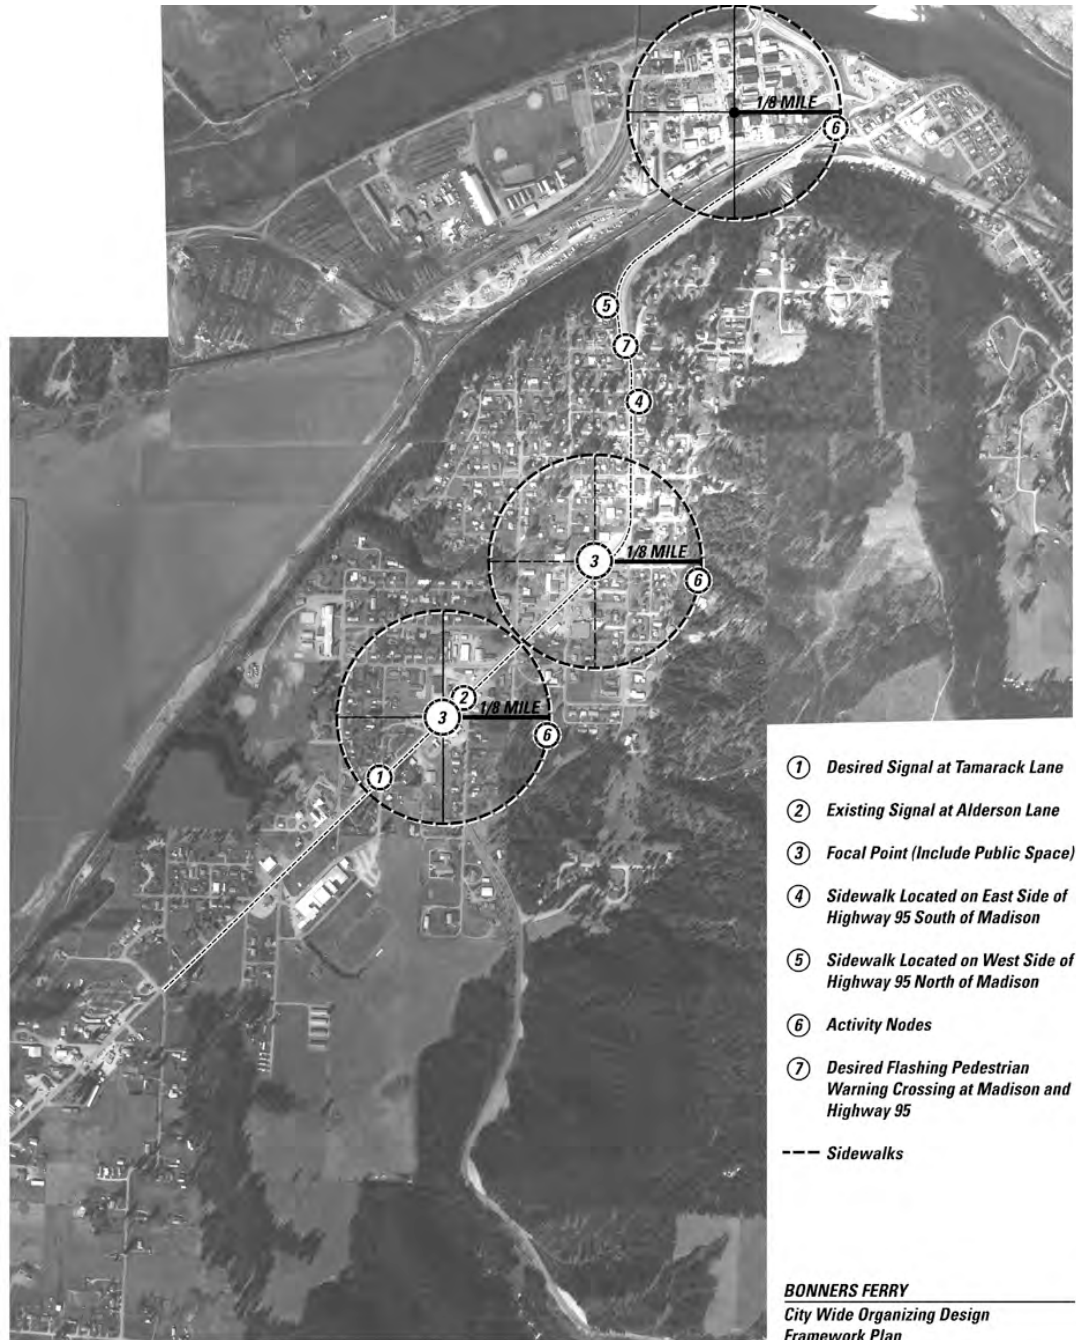 1/8 MILE
6
5
7
4
3
1/8 MILE
6
2
3
1/8 MILE
6
1
1 Desired Signal at Tamarack Lane
2 Existing Signal at Alderson Lane
3 Focal Point (Include Public Space)
4 Sidewalk Located on East Side of
Highway 95 South of Madison
5 Sidewalk Located on West Side of
Highway 95 North of Madison
6 Activity Nodes
7 Desired Flashing Pedestrian
Warning Crossing at Madison and
Highway 95
Sidewalks
BONNERS FERRY
City Wide Organizing Design
Framework Plan